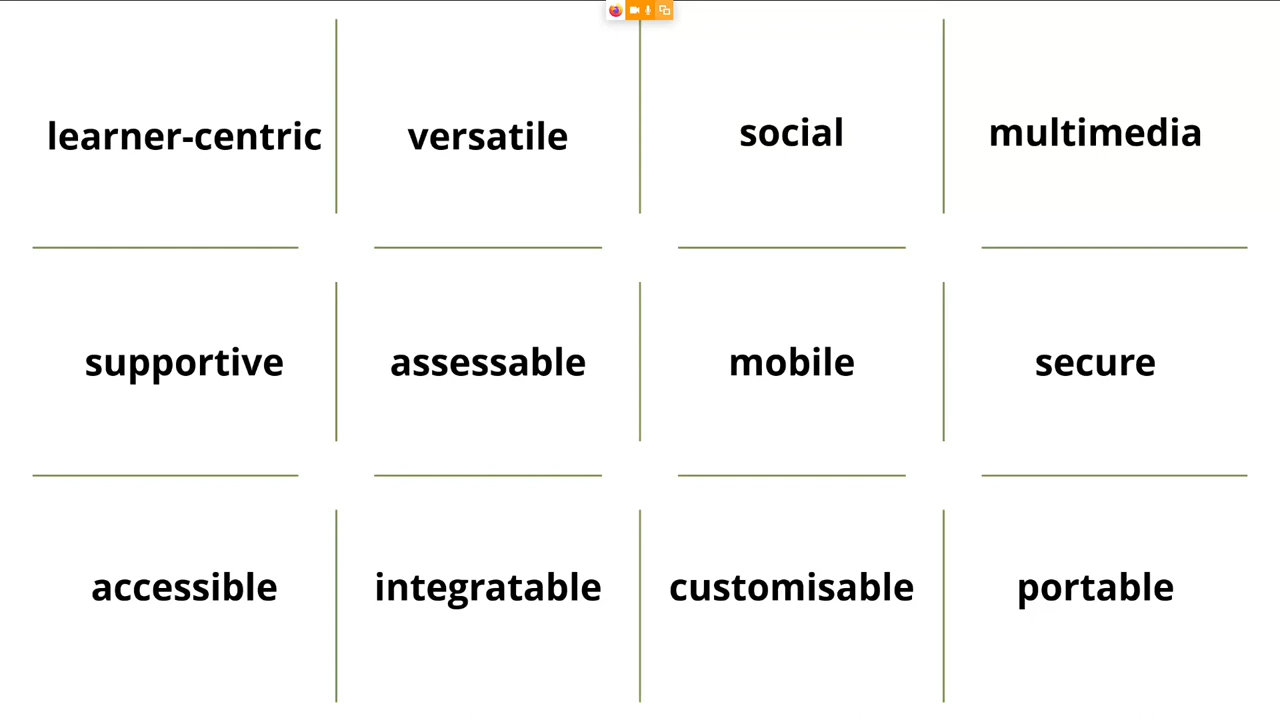 learner-centric
versatile
social
multimedia
supportive
assessable
mobile
secure
accessible
integratable
customisable
portable